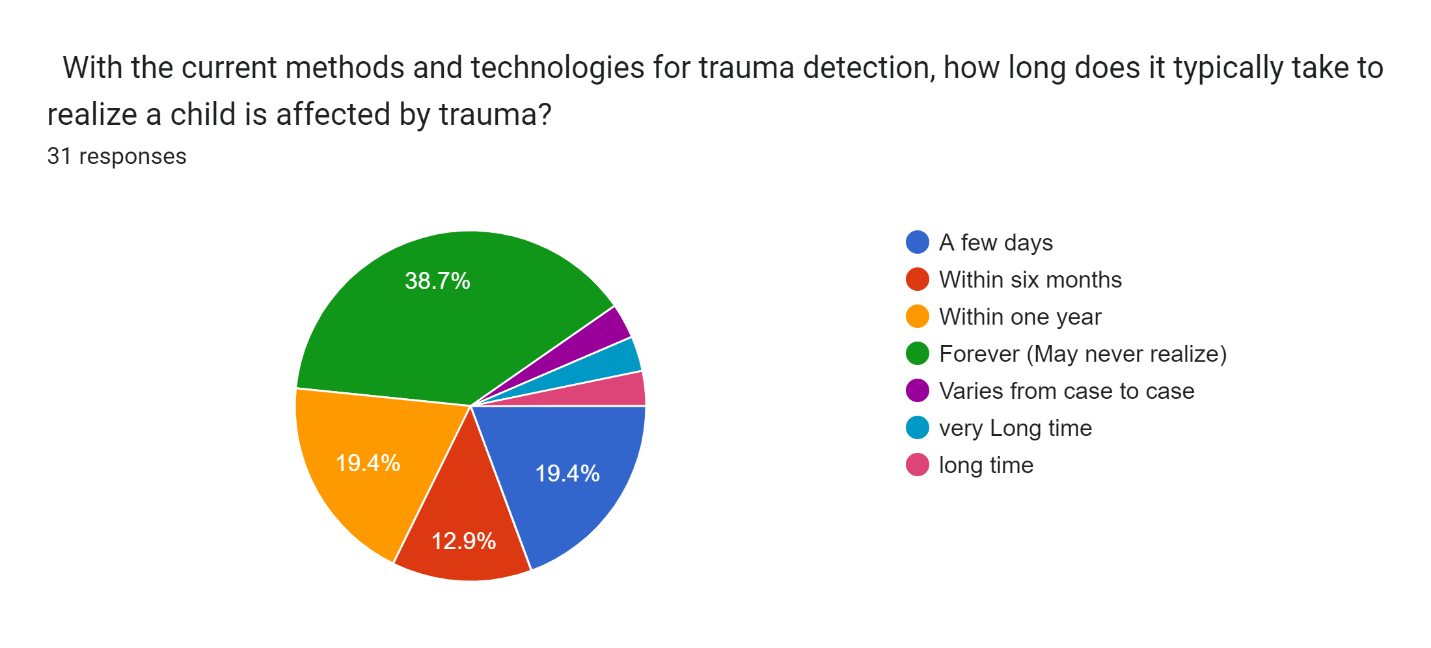 With the current methods and technologies for trauma detection, how long does it typically take to
realize a child is affected by trauma?
31 responses
38.7%
19.4%
12.9%
19.4%
A few days
Within six months
Within one year
Forever (May never realize)
Varies from case to case
very Long time
long time